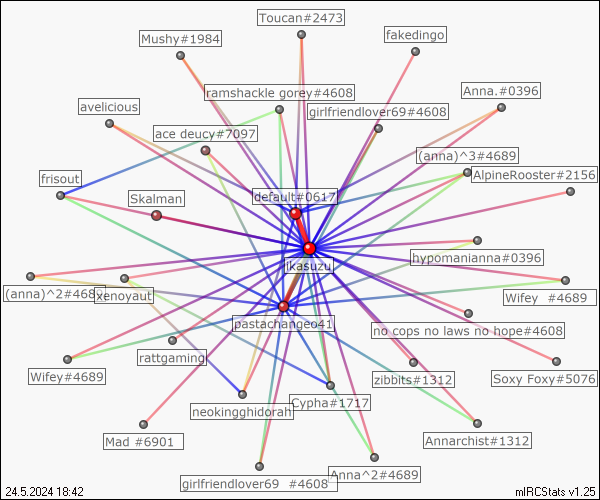 Toucan#2473
fakedingo
Mushy#1984
ramshackle gorey#4608
Anna.#0396
avelicious
girlfriendlover69#4608
ace deucy#7097
(anna)^3#4689
AlpineRooster#2156
frisout
Skalman
default#0617
hypomanianna#0396
ikasuzu
(anna)^2#468
xenoyaut
Wifey #4689
pastachangeo41
no cops no laws no hope#4608
rattgaming
Wifey#4689
zibbits#1312
Soxy Foxy#5076
neokingghidorah
Cypha#1717
Mad #6901
Annarchist#1312
Anna^2#4689
girlfriendlover69 #4608
24.5.2024 18:42
mIRCStats v1.25